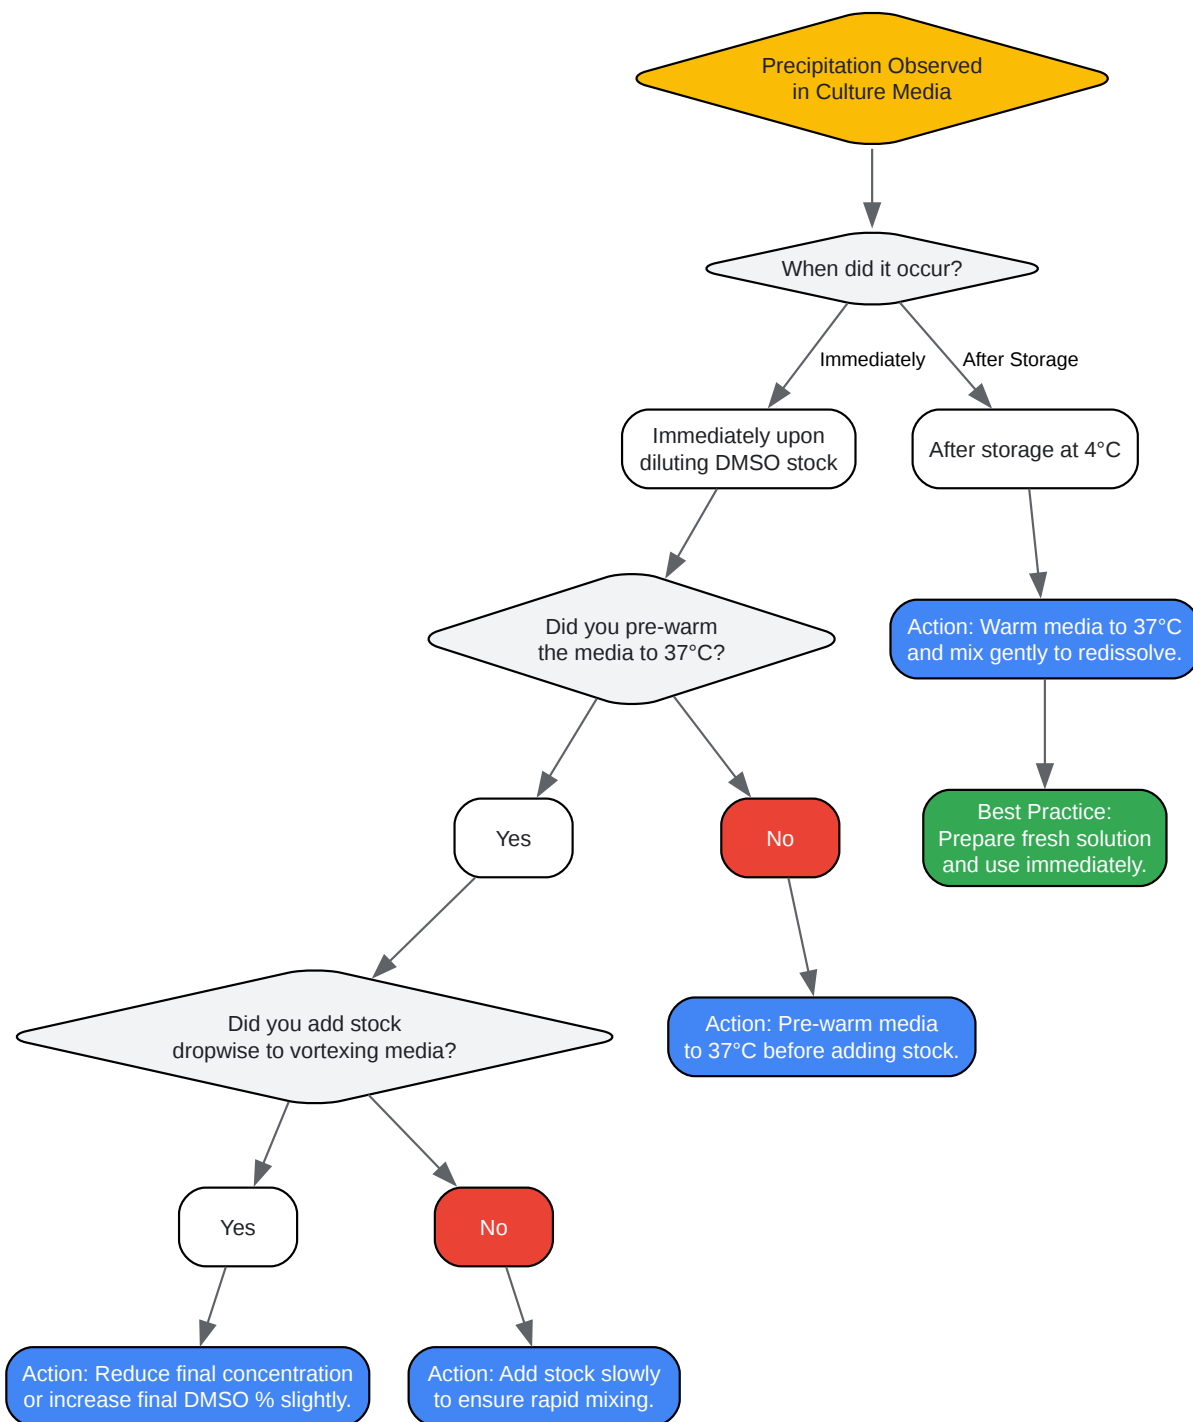 Precipitation Observed
in Culture Media
When did it occur?
Immediately
After Storage
Immediately upon
diluting DMSO stock
After storage at 4°C
Did you pre-warm
the media to 37°C?
Action: Warm media to 37°C
and mix gently to redissolve.
Yes
No
Best Practice:
Prepare fresh solution
and use immediately.
Did you add stock
dropwise to vortexing media?
Action: Pre-warm media
to 37°C before adding stock.
Yes
No
Action: Reduce final concentration
or increase final DMSO % slightly.
Action: Add stock slowly
to ensure rapid mixing.